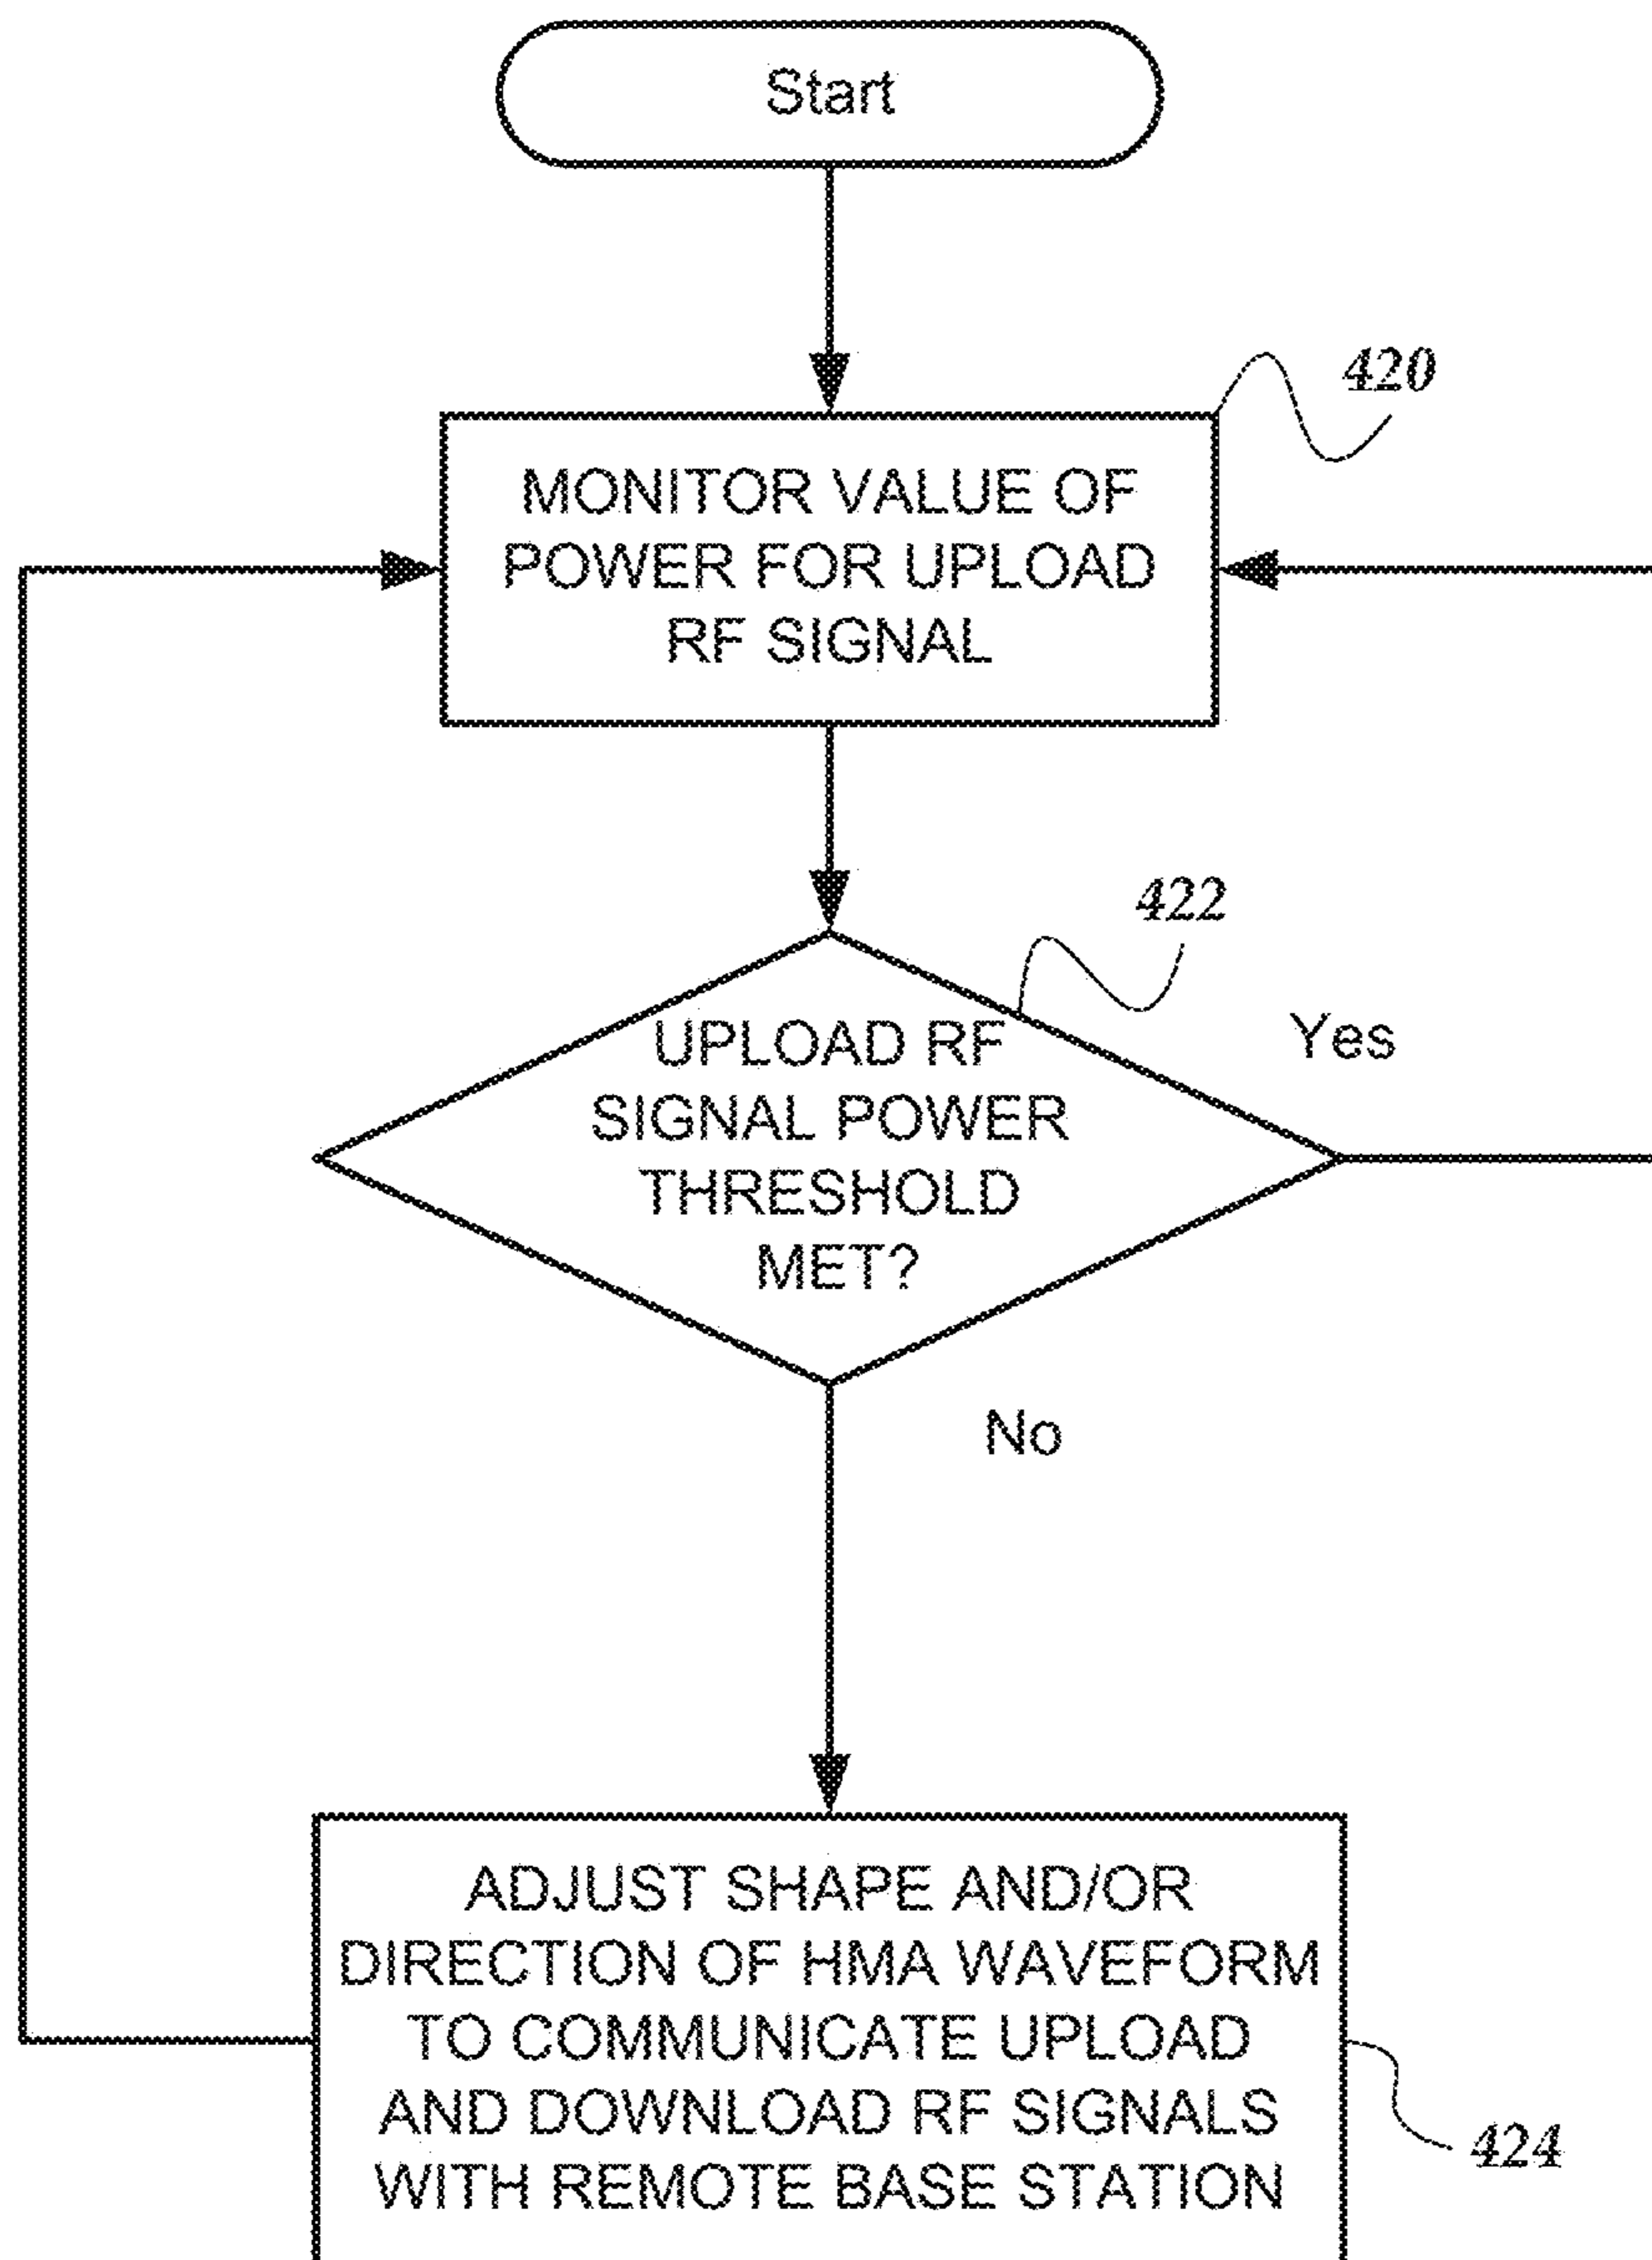 Start
420
MONITOR VALUE OF
POWER FOR UPLOAD
RF SIGNAL
422
UPLOAD RF
SIGNAL POWER
THRESHOLD
MET?
Yes
No
ADJUST SHAPE AND/OR
DIRECTION OF HMA WAVEFORM
TO COMMUNICATE UPLOAD
AND DOWNLOAD RF SIGNALS
WITH REMOTE BASE STATION
424